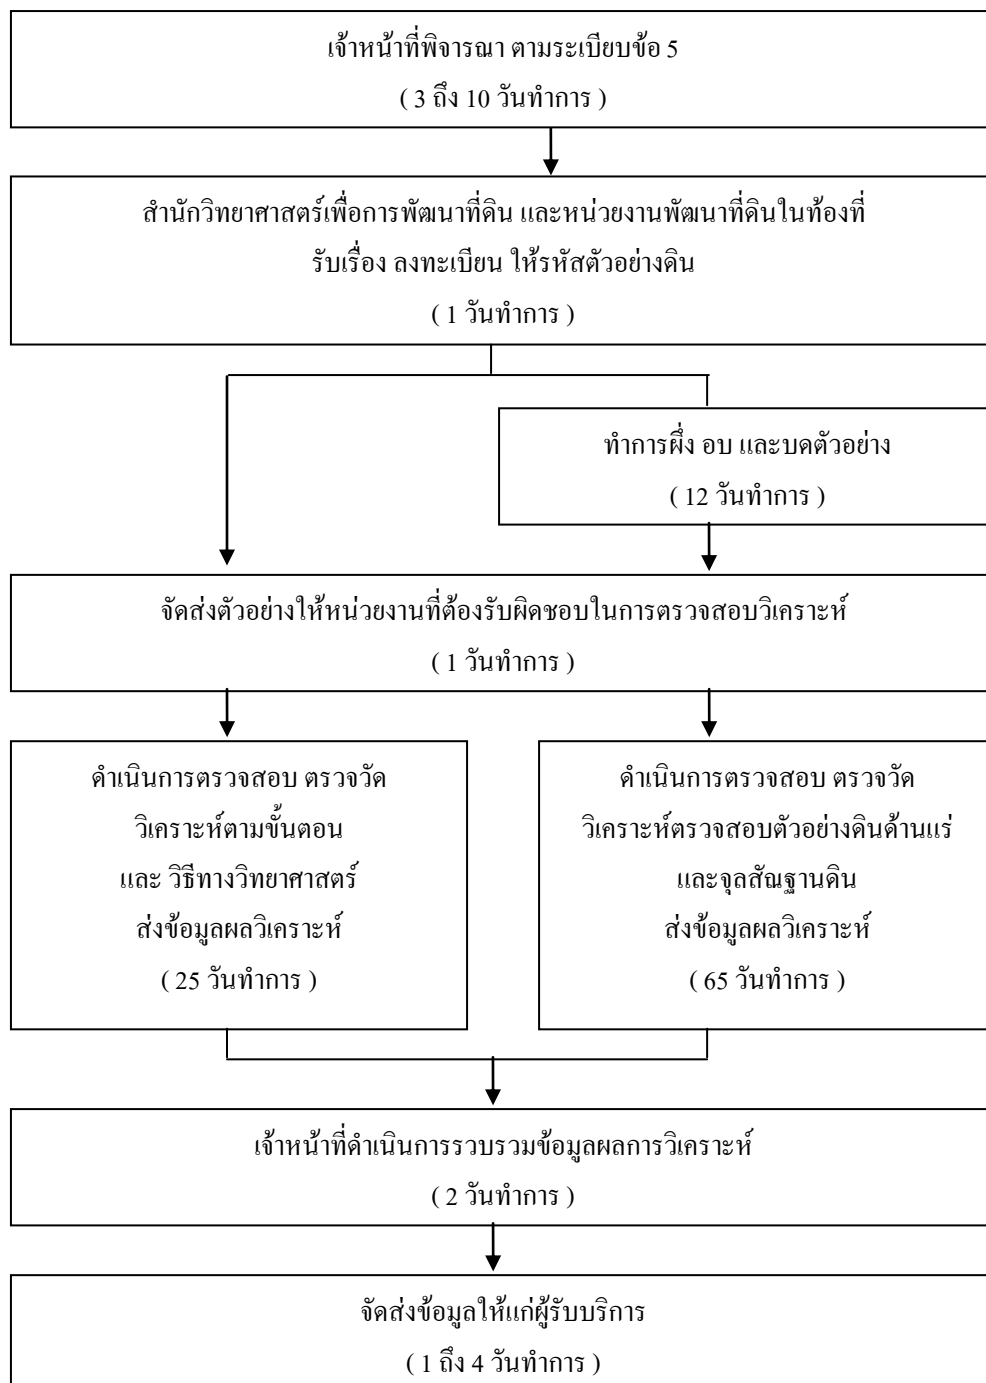 เจ้าหน้าที่พิจารณา ตามระเบียบข้อ 5
( 3 ถึง 10 วันทำการ )
สำนักวิทยาศาสตร์เพื่อการพัฒนาที่ดิน และหน่วยงานพัฒนาที่ดินในท้องที่
รับเรื่อง ลงทะเบียน ให้รหัสตัวอย่างดิน
( 1 วันทำการ )
ทำการผึ่ง อบ และบดตัวอย่าง
( 12 วันทำการ )
จัดส่งตัวอย่างให้หน่วยงานที่ต้องรับผิดชอบในการตรวจสอบวิเคราะห์
( 1 วันทำการ )
ดำเนินการตรวจสอบ ตรวจวัด
วิเคราะห์ตามขั้นตอน
และ วิธีทางวิทยาศาสตร์
ส่งข้อมูลผลวิเคราะห์
( 25 วันทำการ )
ดำเนินการตรวจสอบ ตรวจวัด
วิเคราะห์ตรวจสอบตัวอย่างดินด้านแร่
และจุลสัณฐานดิน
ส่งข้อมูลผลวิเคราะห์
( 65 วันทำการ )
เจ้าหน้าที่ดำเนินการรวบรวมข้อมูลผลการวิเคราะห์
( 2 วันทำการ )
จัดส่งข้อมูลให้แก่ผู้รับบริการ
( 1 ถึง 4 วันทำการ )